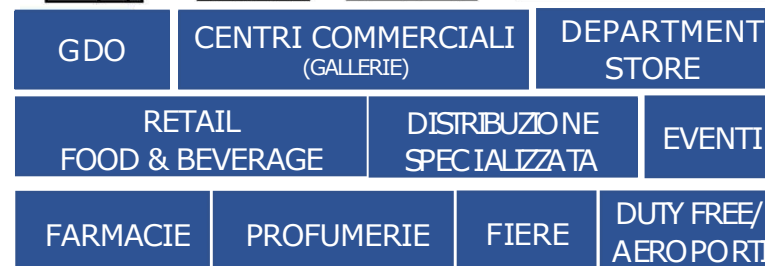 GDO
CENTRI COMMERCIALI
(GALLERIE)
DEPARTMENT
STORE
RETAIL
FOOD & BEVERAGE
DISTRIBUZIONE
SPECIALIZZATA
EVENTI
FARMACIE
PROFUMERIE
FIERE
DUTY FREE/
AEROPORTI